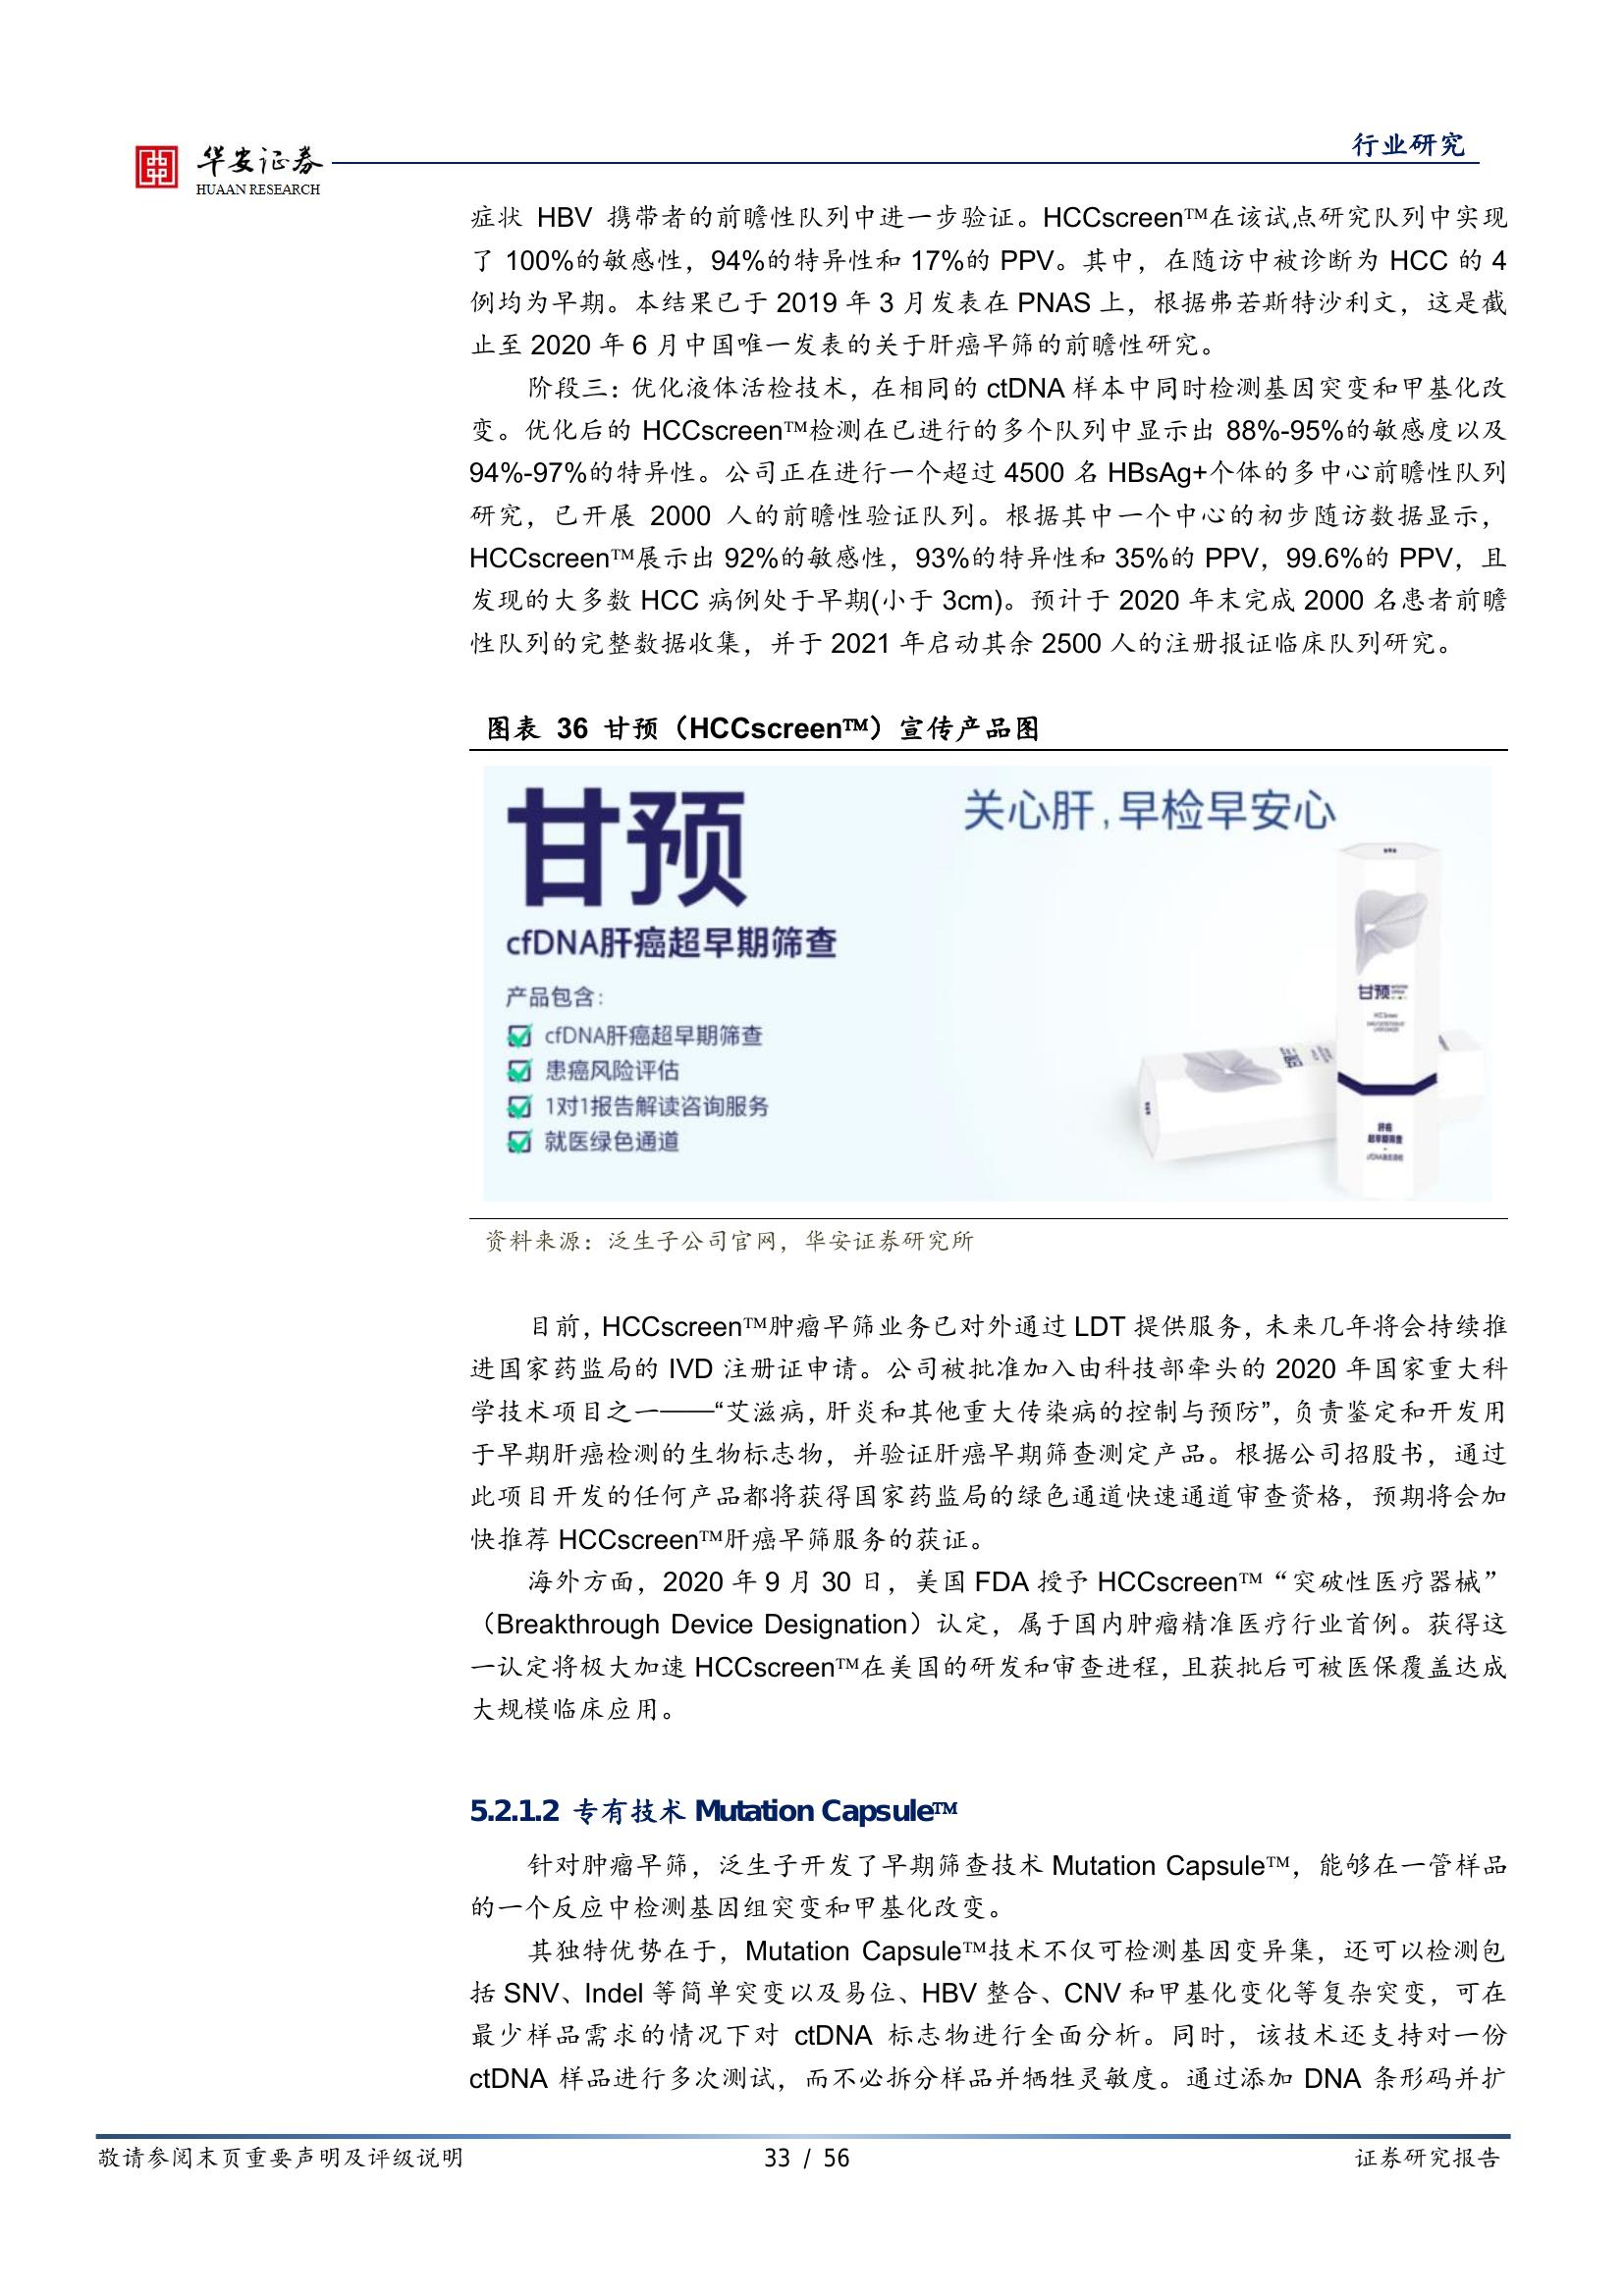 华安证券
HUAAN RESEARCH
行业研究
症状 HBV 携带者的前瞻性队列中进一步验证。HCCscreen™在该试点研究队列中实现
了 100%的敏感性，94%的特异性和 17%的 PPV。其中，在随访中被诊断为 HCC 的 4
例均为早期。本结果已于 2019 年 3 月发表在 PNAS 上，根据弗若斯特沙利文，这是截
止至 2020 年 6 月中国唯一发表的关于肝癌早筛的前瞻性研究。
阶段三：优化液体活检技术，在相同的 ctDNA 样本中同时检测基因突变和甲基化改
变。优化后的 HCCscreen™检测在已进行的多个队列中显示出 88%-95%的敏感度以及
94%-97%的特异性。公司正在进行一个超过 4500 名 HBsAg+个体的多中心前瞻性队列
研究，已开展 2000 人的前瞻性验证队列。根据其中一个中心的初步随访数据显示，
HCCscreen™展示出 92%的敏感性，93%的特异性和 35%的 PPV，99.6%的 PPV，且
发现的大多数 HCC 病例处于早期(小于 3cm)。预计于 2020 年末完成 2000 名患者前瞻
性队列的完整数据收集，并于 2021 年启动其余 2500 人的注册报证临床队列研究。
图表 36 甘预（HCCscreen™）宣传产品图
甘预
关心肝,早检早安心
cfDNA肝癌超早期筛查
产品包含:
cfDNA肝癌超早期筛查
患癌风险评估
1对1报告解读咨询服务
就医绿色通道
甘预
肝癌
超早期筛查
资料来源：泛生子公司官网，华安证券研究所
目前，HCCscreen™肿瘤早筛业务已对外通过 LDT 提供服务，未来几年将会持续推
进国家药监局的 IVD 注册证申请。公司被批准加入由科技部牵头的 2020 年国家重大科
学技术项目之一——“艾滋病，肝炎和其他重大传染病的控制与预防”，负责鉴定和开发用
于早期肝癌检测的生物标志物，并验证肝癌早期筛查测定产品。根据公司招股书，通过
此项目开发的任何产品都将获得国家药监局的绿色通道快速通道审查资格，预期将会加
快推荐 HCCscreen™肝癌早筛服务的获证。
海外方面，2020 年 9 月 30 日，美国 FDA 授予 HCCscreen™“突破性医疗器械”
（Breakthrough Device Designation）认定，属于国内肿瘤精准医疗行业首例。获得这
一认定将极大加速 HCCscreen™在美国的研发和审查进程，且获批后可被医保覆盖达成
大规模临床应用。
5.2.1.2 专有技术 Mutation Capsule™
针对肿瘤早筛，泛生子开发了早期筛查技术 Mutation Capsule™，能够在一管样品
的一个反应中检测基因组突变和甲基化改变。
其独特优势在于，Mutation Capsule™技术不仅可检测基因变异集，还可以检测包
括 SNV、Indel 等简单突变以及易位、HBV 整合、CNV 和甲基化变化等复杂突变，可在
最少样品需求的情况下对 ctDNA 标志物进行全面分析。同时，该技术还支持对一份
ctDNA 样品进行多次测试，而不必拆分样品并牺牲灵敏度。通过添加 DNA 条形码并扩
敬请参阅末页重要声明及评级说明
33 / 56
证券研究报告